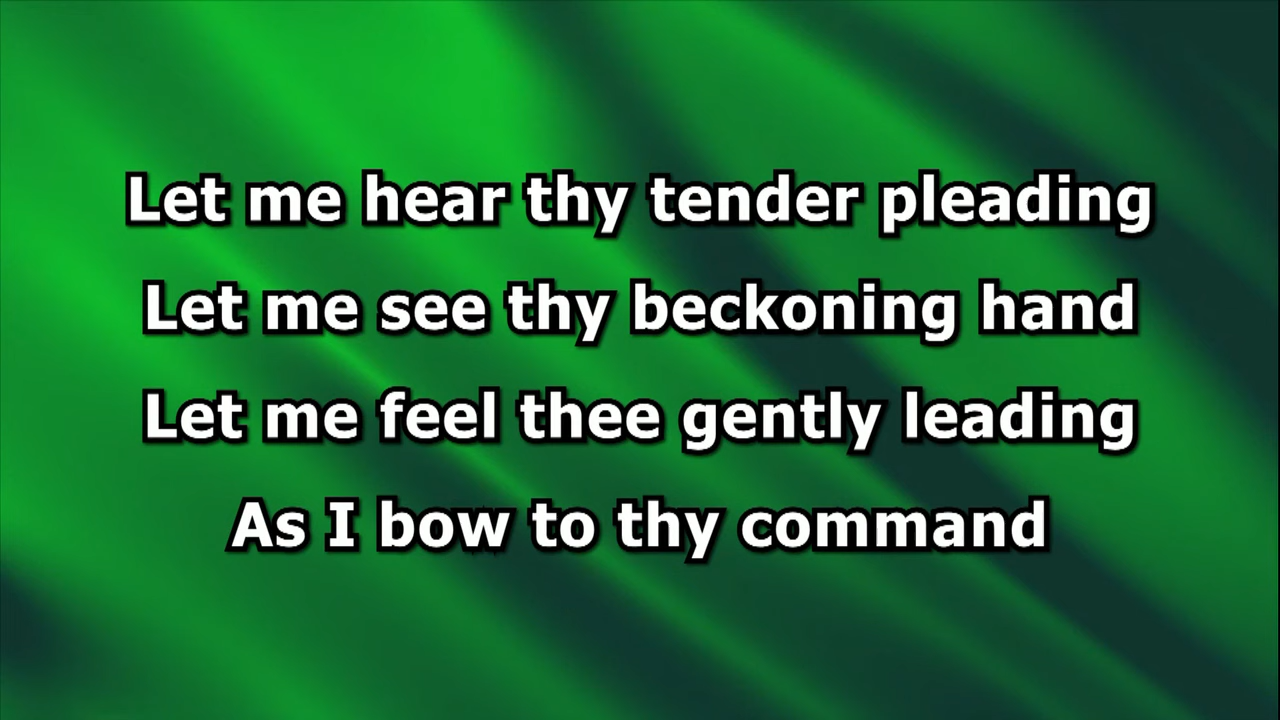 Let me hear thy tender pleading
Let me see thy beckoning hand
Let me feel thee gently leading
As I bow to thy command